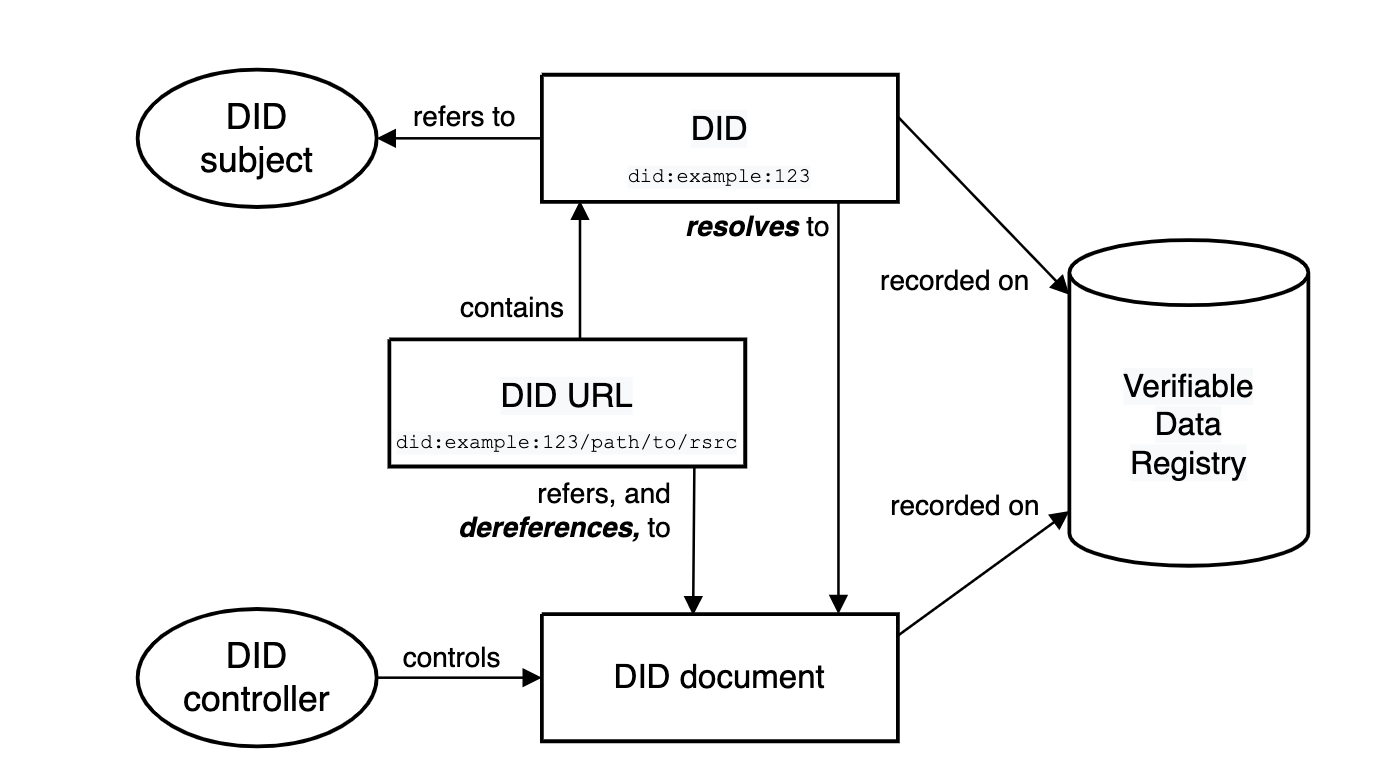 DID
subject
refers to
DID
did:example:123
resolves to
recorded on
contains
DID URL
did:example:123/path/to/rsrc
Verifiable
Data
Registry
refers, and
dereferences, to
recorded on
DID
controller
controls
DID document